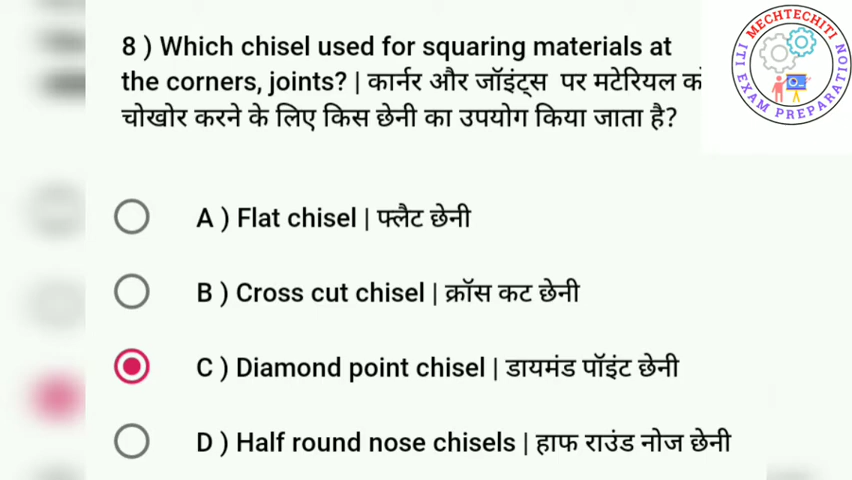 8 ) Which chisel used for squaring materials at
the corners, joints? | कार्नर और जॉइंट्स पर मटेरियल
चोखोर करने के लिए किस छेनी का उपयोग किया जाता है?
A ) Flat chisel | फ्लैट छेनी
B ) Cross cut chisel | क्रॉस कट छेनी
C ) Diamond point chisel | डायमंड पॉइंट छेनी
D ) Half round nose chisels | हाफ राउंड नोज छेनी
MECHTECHITI
ITI EXAM PREPARATION